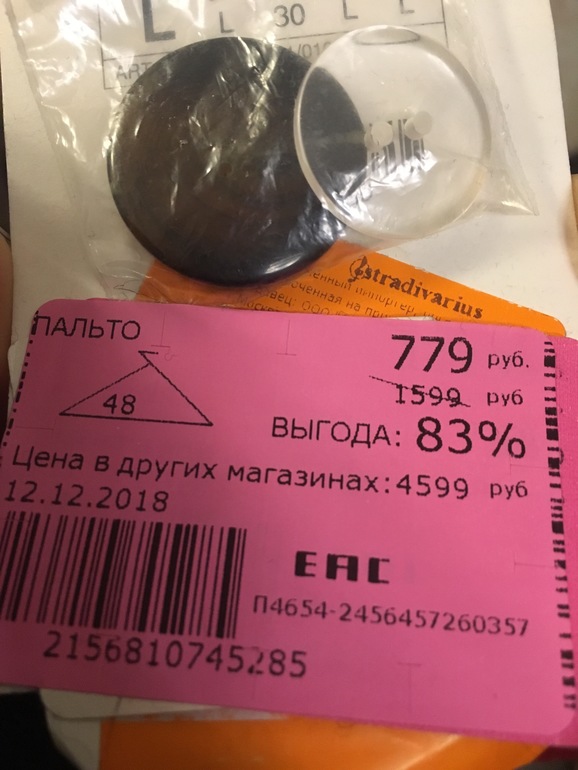 L L 30 L L
ART
stradivarius
ПАЛЬТО
779 руб.
1599 руб
48
ВЫГОДА: 83%
Цена в других магазинах: 4599 руб
12.12.2018
EAC
П4654-2456457260357
2156810745285